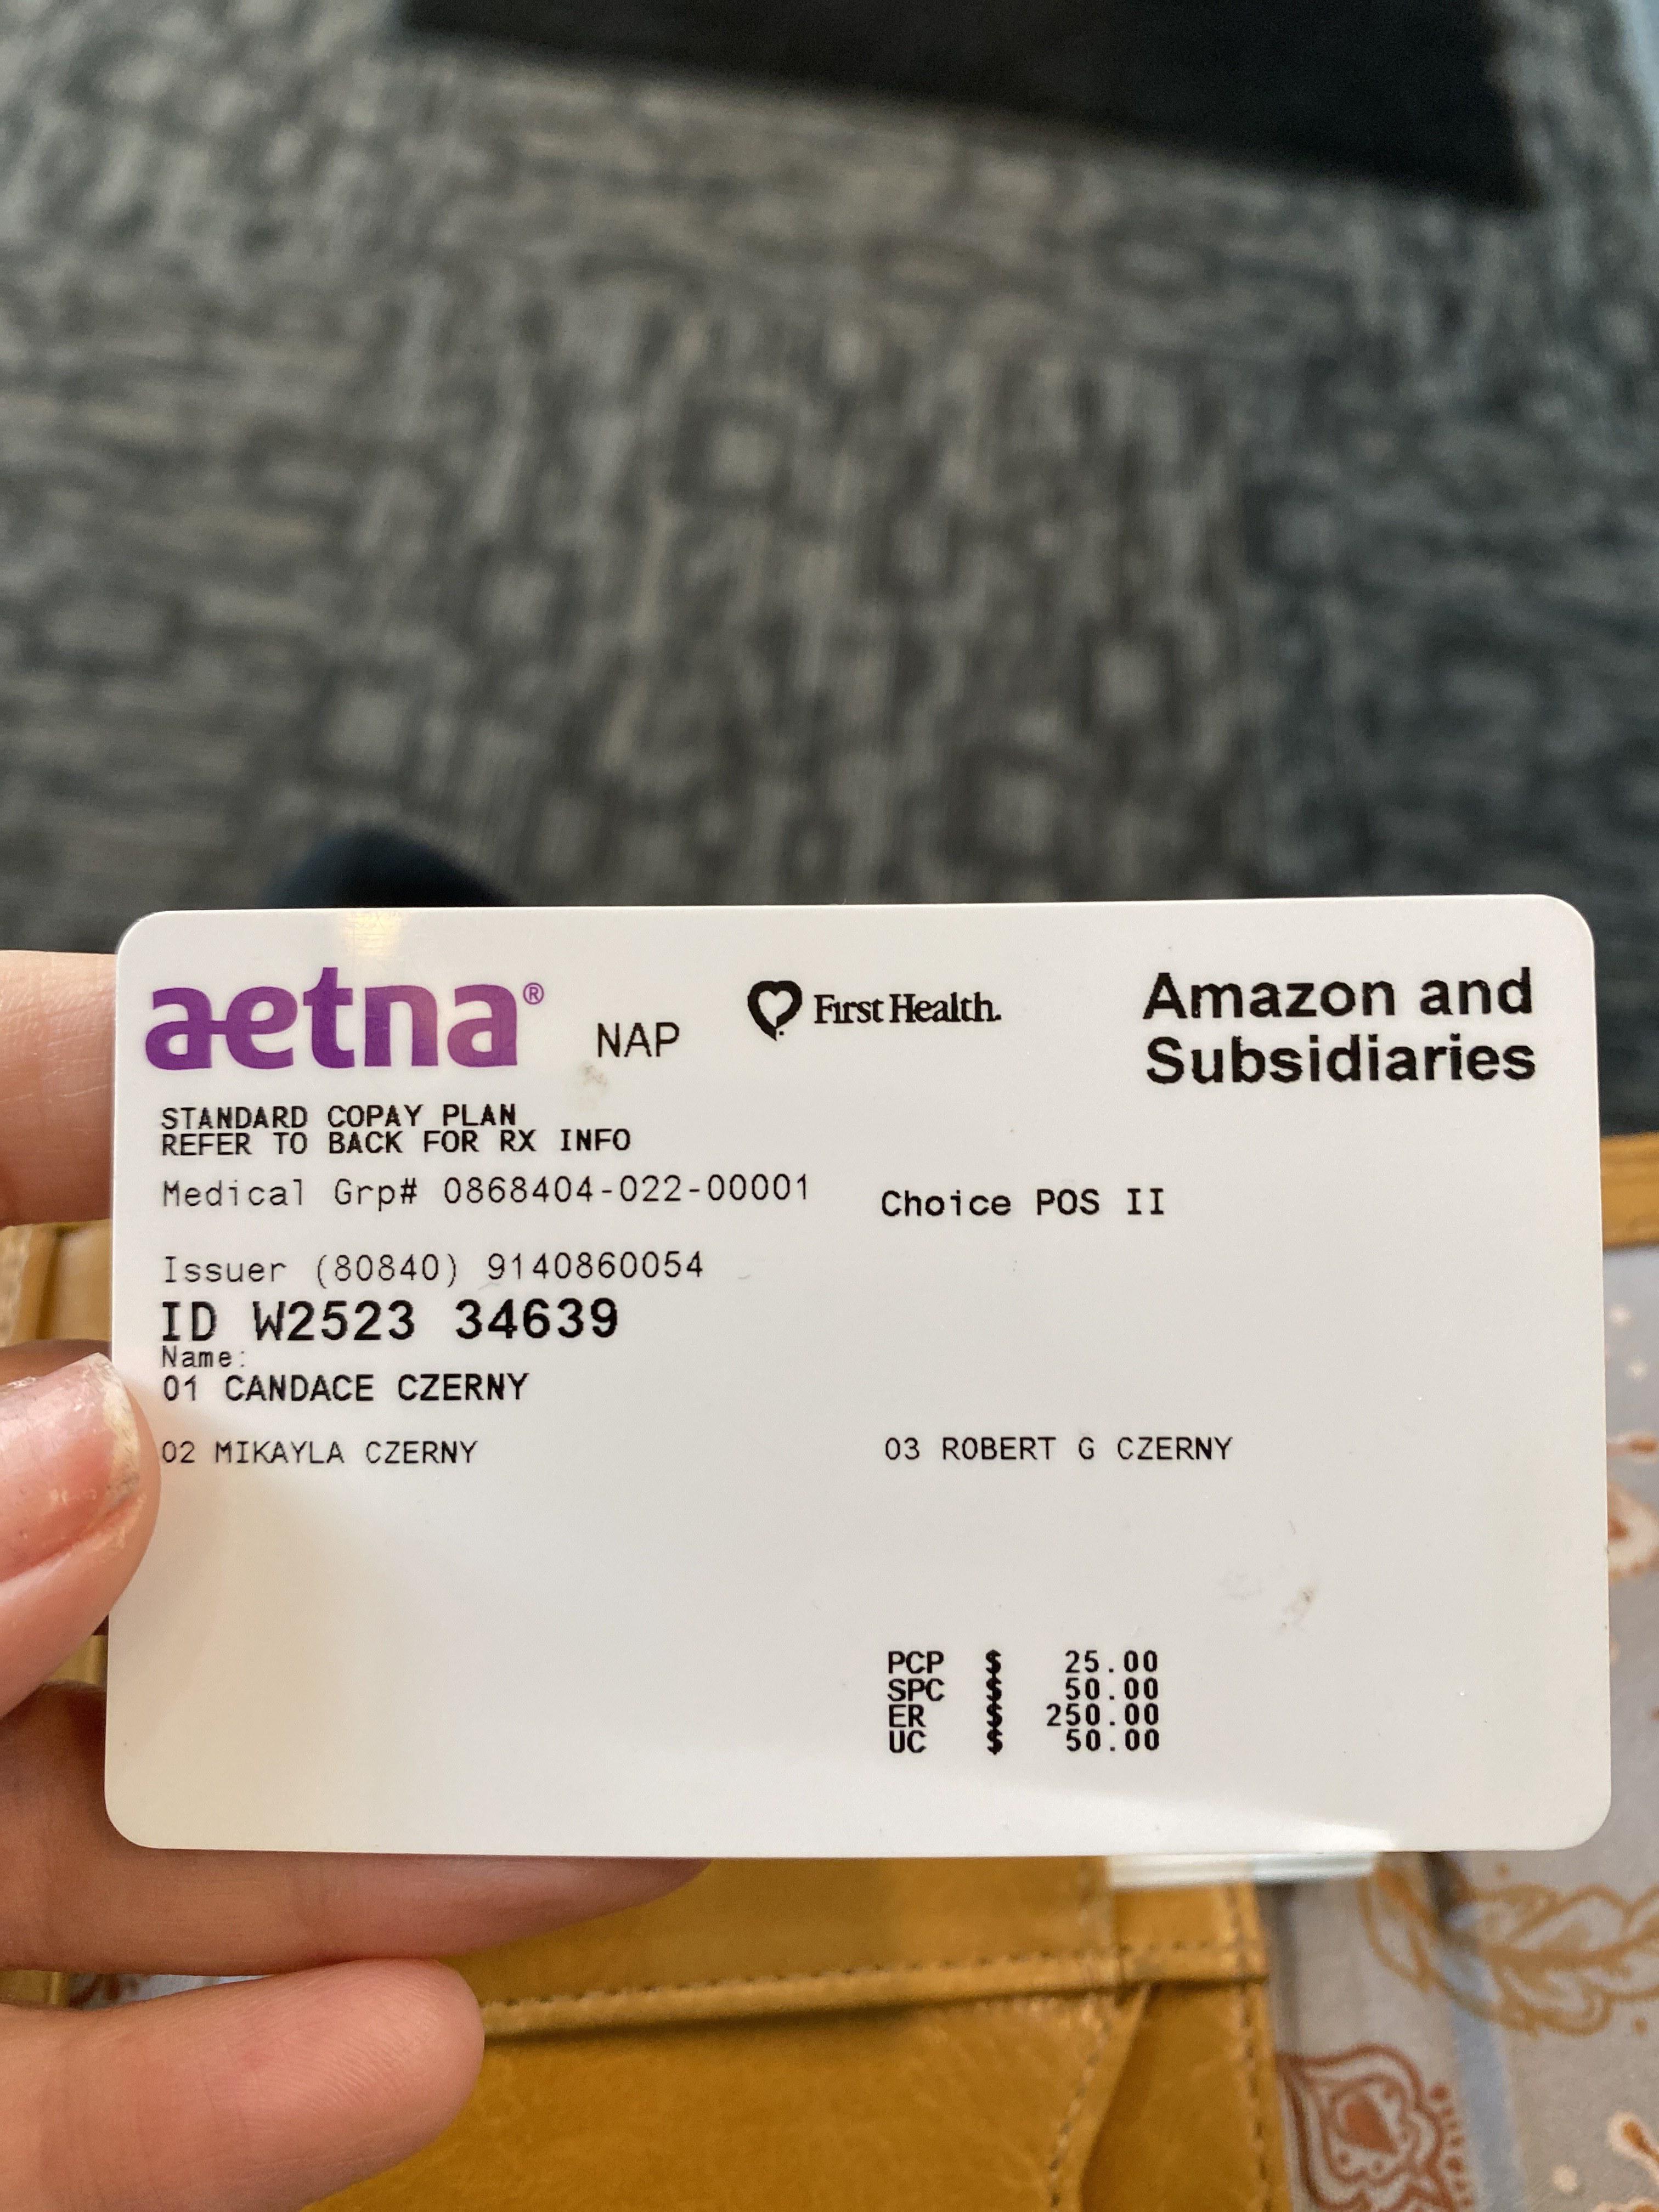 aetna®
NAP
First Health.
Amazon and
Subsidiaries
STANDARD COPAY PLAN
REFER TO BACK FOR RX INFO
Medical Grp# 0868404-022-00001
Choice POS II
Issuer (80840) 9140860054
ID W2523 34639
Name:
01 CANDACE CZERNY
02 MIKAYLA CZERNY
03 ROBERT G CZERNY
PCP $ 25.00
SPC $ 50.00
ER $ 250.00
UC $ 50.00